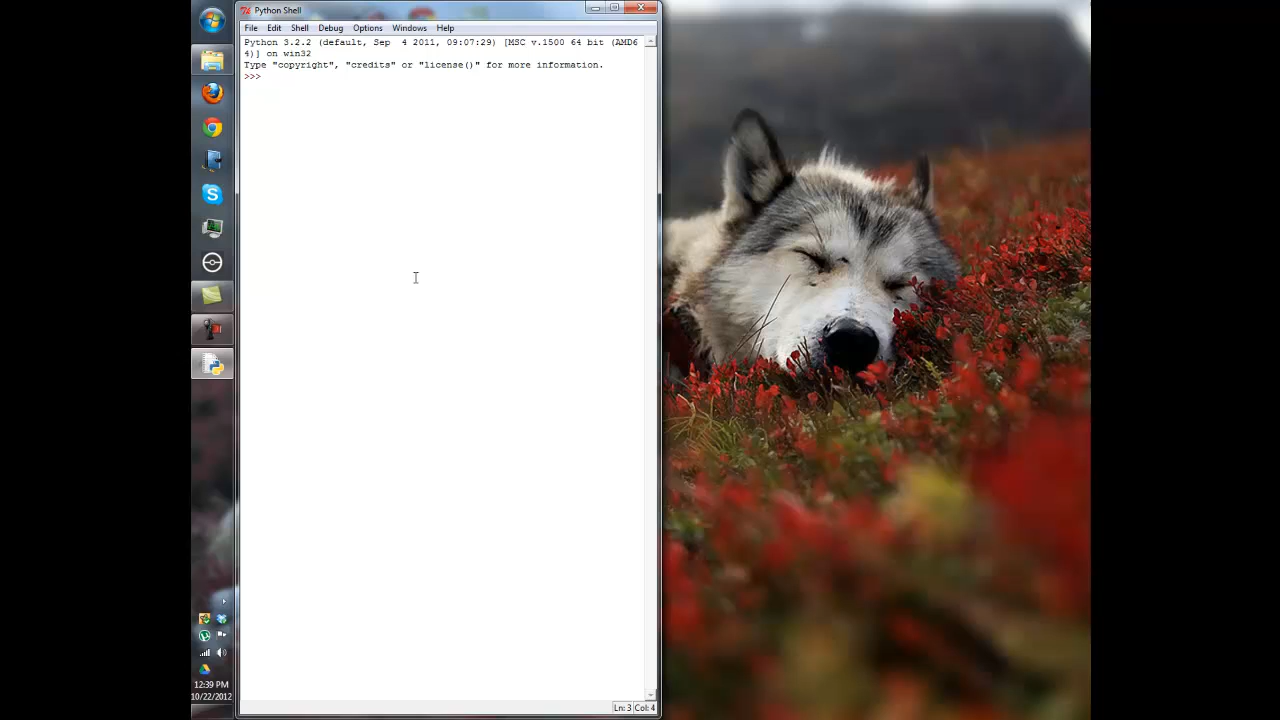 Python Shell
File Edit Shell Debug Options Windows Help
Python 3.2.2 (default, Sep  4 2011, 09:07:29) [MSC v.1500 64 bit (AMD6
4)] on win32
Type "copyright", "credits" or "license()" for more information.
>>>
12:39 PM
10/22/2012
Ln: 3 Col: 4